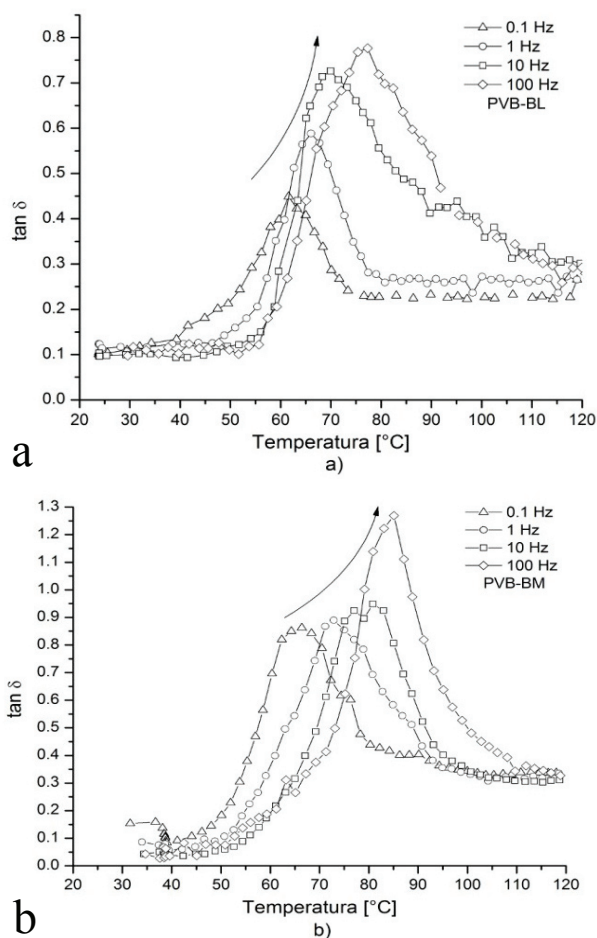 a
0.8
0.7
0.6
0.5
0.4
0.3
0.2
0.1
0.0
tan δ
0.1 Hz
1 Hz
10 Hz
100 Hz
PVB-BL
20 30 40 50 60 70 80 90 100 110 120
Temperatura [°C]
a)
b
1.3
1.2
1.1
1.0
0.9
0.8
0.7
0.6
0.5
0.4
0.3
0.2
0.1
0.0
tan δ
0.1 Hz
1 Hz
10 Hz
100 Hz
PVB-BM
20 30 40 50 60 70 80 90 100 110 120
Temperatura [°C]
b)